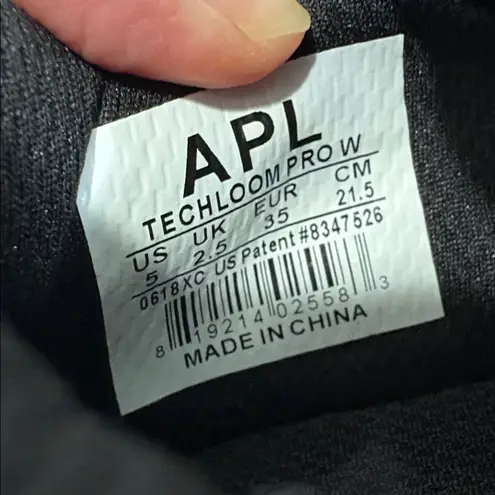 APL
TECHLOOM PRO W
US UK EUR CM
5 2.5 35 21.5
0618XC US Patent #8347526
8 19214 02558 3
MADE IN CHINA